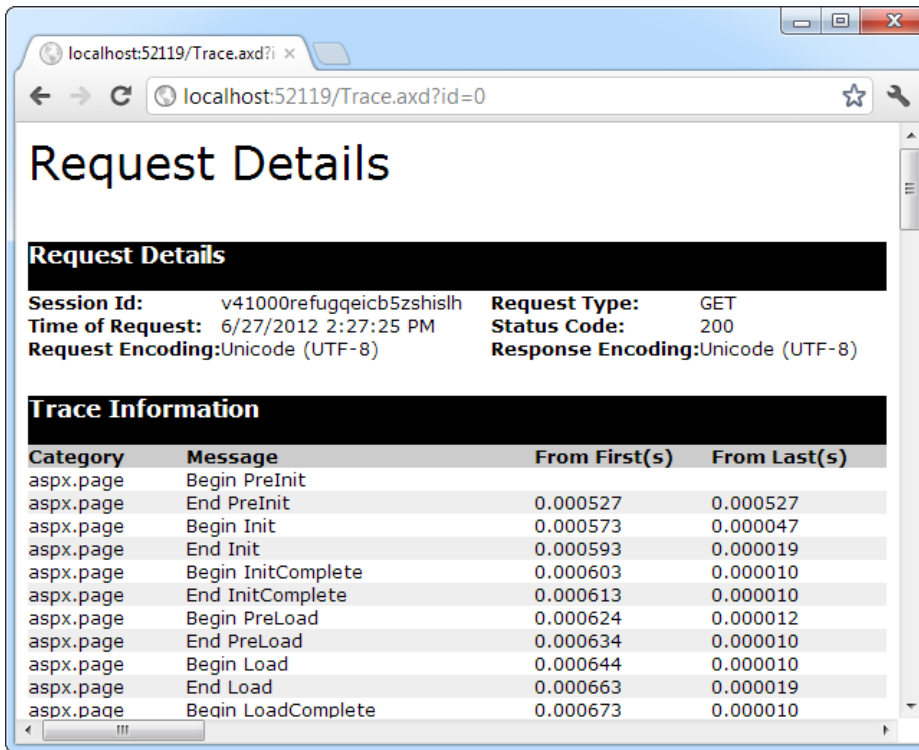 localhost:52119/Trace.axd?i
localhost:52119/Trace.axd?id=0
Request Details
Request Details
Session Id: v41000refugqeicb5zshislh Request Type: GET
Time of Request: 6/27/2012 2:27:25 PM Status Code: 200
Request Encoding:Unicode (UTF-8) Response Encoding:Unicode (UTF-8)
Trace Information
Category Message From First(s) From Last(s)
aspx.page Begin PreInit
aspx.page End PreInit 0.000527 0.000527
aspx.page Begin Init 0.000573 0.000047
aspx.page End Init 0.000593 0.000019
aspx.page Begin InitComplete 0.000603 0.000010
aspx.page End InitComplete 0.000613 0.000010
aspx.page Begin PreLoad 0.000624 0.000012
aspx.page End PreLoad 0.000634 0.000010
aspx.page Begin Load 0.000644 0.000010
aspx.page End Load 0.000663 0.000019
aspx.page Begin LoadComplete 0.000673 0.000010